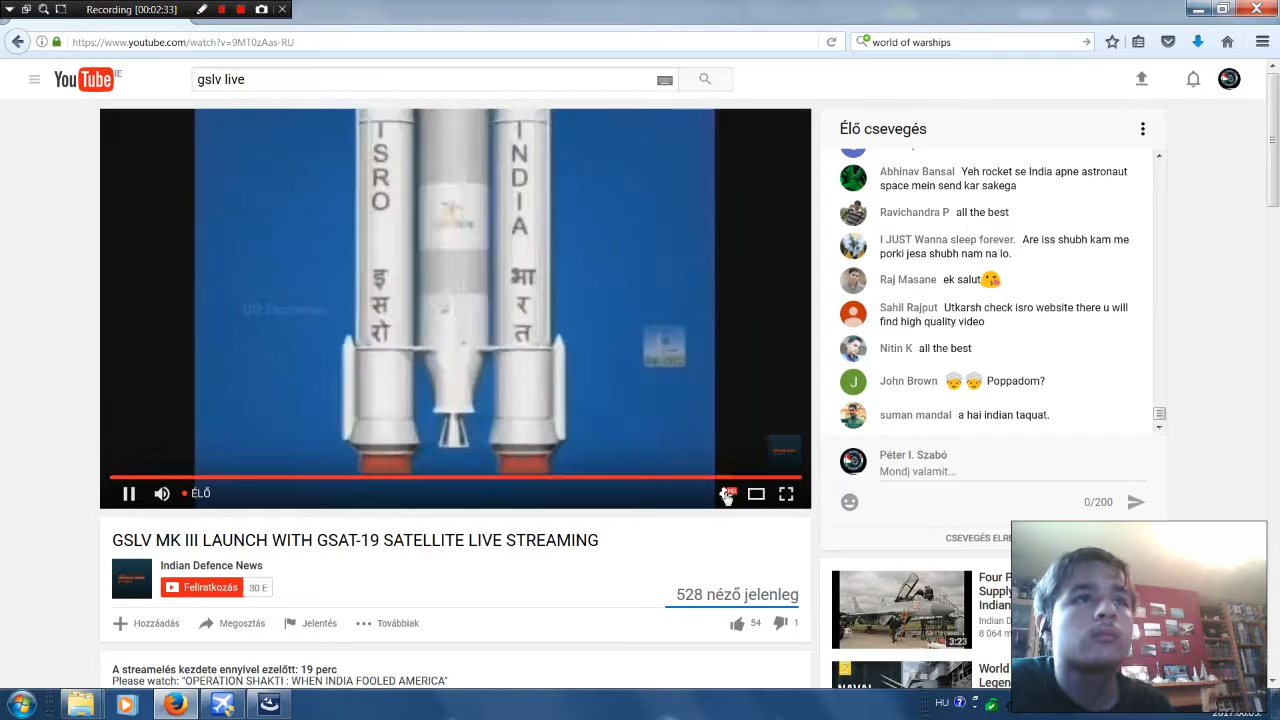 Recording [00:02:33]
https://www.youtube.com/watch?v=9MT0zAas-RU
world of warships
YouTube IE
gslv live
ISRO
INDIA
इसरो
भारत
HD
ÉLŐ
GSLV MK III LAUNCH WITH GSAT-19 SATELLITE LIVE STREAMING
Indian Defence News
Feliratkozás
30 E
528 néző jelenleg
Hozzáadás
Megosztás
Jelentés
Továbbiak
54
1
A streamelés kezdete ennyivel ezelőtt: 19 perc
Please watch: "OPERATION SHAKTI : WHEN INDIA FOOLED AMERICA"
Élő csevegés
Abhinav Bansal Yeh rocket se India apne astronaut
space mein send kar sakega
Ravichandra P all the best
I JUST Wanna sleep forever. Are iss shubh kam me
porki jesa shubh nam na lo.
Raj Masane ek salut
Sahil Rajput Utkarsh check isro website there u will
find high quality video
Nitin K all the best
J
John Brown Poppadom?
suman mandal a hai indian taquat.
Péter I. Szabó
Mondj valamit...
0/200
CSEVEGÉS
3:23
Four
Supply
Indian
Indian
8 064
World
NAVAL
HU